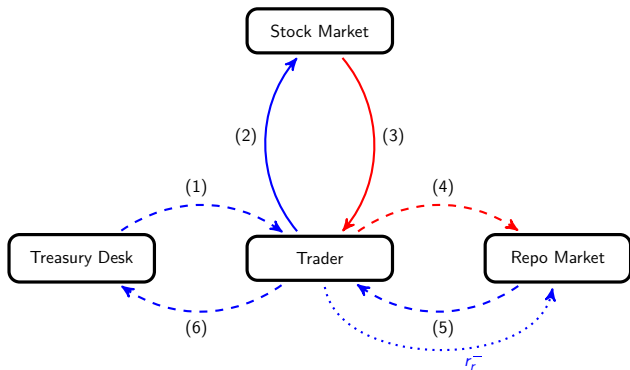 Stock Market
(2)
(3)
(1)
(4)
Treasury Desk
Trader
Repo Market
(6)
(5)
r_r^-